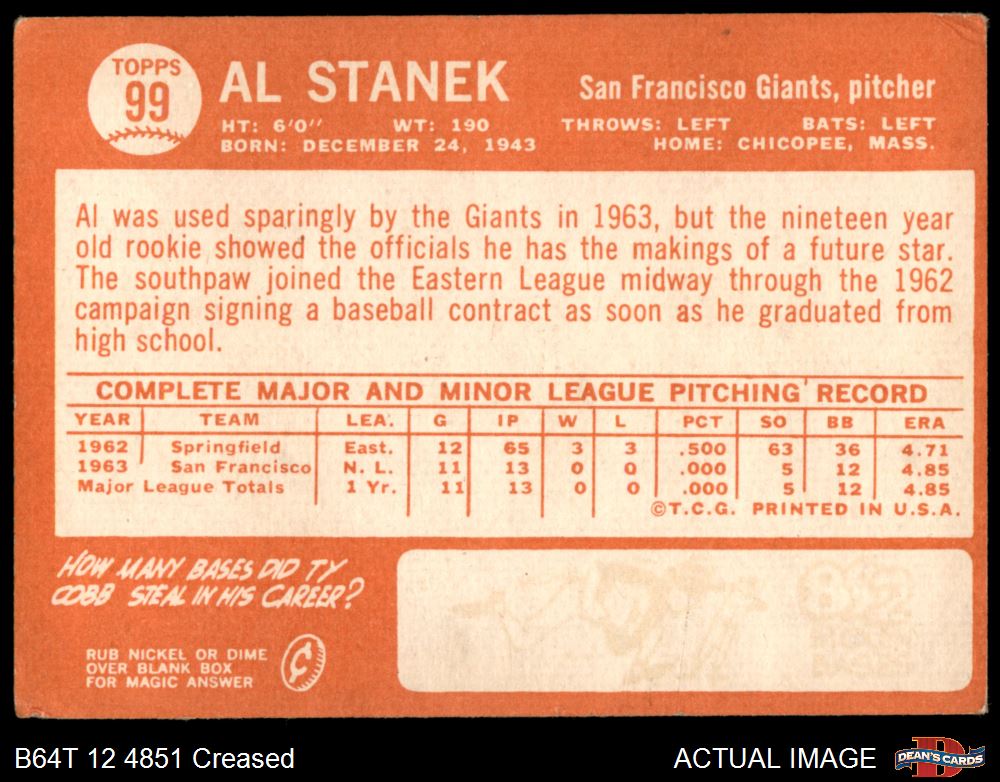 TOPPS
99
AL STANEK
San Francisco Giants, pitcher
HT: 6'0" WT: 190 THROWS: LEFT BATS: LEFT
BORN: DECEMBER 24, 1943 HOME: CHICOPEE, MASS.
Al was used sparingly by the Giants in 1963, but the nineteen year
old rookie showed the officials he has the makings of a future star.
The southpaw joined the Eastern League midway through the 1962
campaign signing a baseball contract as soon as he graduated from
high school.
COMPLETE MAJOR AND MINOR LEAGUE PITCHING RECORD
YEAR TEAM LEA. G IP W L PCT SO BB ERA
1962 Springfield East. 12 65 3 3 .500 63 36 4.71
1963 San Francisco N. L. 11 13 0 0 .000 5 12 4.85
Major League Totals 1 Yr. 11 13 0 0 .000 5 12 4.85
©T.C.G. PRINTED IN U.S.A.
HOW MANY BASES DID TY
COBB STEAL IN HIS CAREER?
RUB NICKEL OR DIME
OVER BLANK BOX
FOR MAGIC ANSWER
¢
892
B64T 12 4851 Creased
ACTUAL IMAGE
D
DEAN'S CARDS